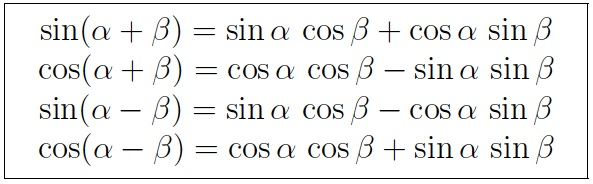 sin(α + β) = sin α cos β + cos α sin β
cos(α + β) = cos α cos β − sin α sin β
sin(α − β) = sin α cos β − cos α sin β
cos(α − β) = cos α cos β + sin α sin β